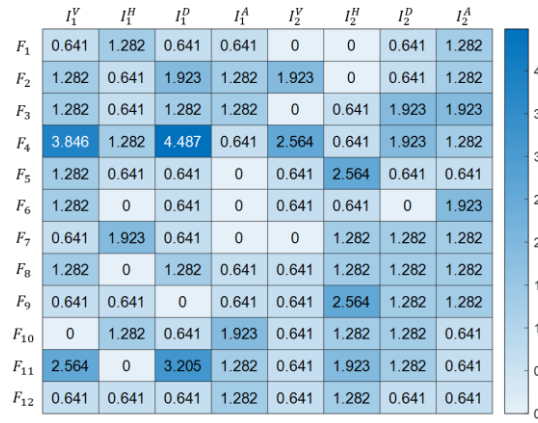 I₁ⱽ I₁ᴴ I₁ᴰ I₁ᴬ I₂ⱽ I₂ᴴ I₂ᴰ I₂ᴬ
F₁ 0.641 1.282 0.641 0.641 0 0 0.641 1.282
F₂ 1.282 0.641 1.923 1.282 1.923 0 0.641 1.282
F₃ 1.282 0.641 1.282 1.282 0 0.641 1.923 1.923
F₄ 3.846 1.282 4.487 0.641 2.564 0.641 1.923 1.282
F₅ 1.282 0.641 0.641 0 0.641 2.564 0.641 0.641
F₆ 1.282 0 0.641 0 0.641 0.641 0 1.923
F₇ 0.641 1.923 0.641 0 0 1.282 1.282 1.282
F₈ 1.282 0 1.282 0.641 0.641 1.282 1.282 1.282
F₉ 0.641 0.641 0 0.641 0.641 2.564 1.282 1.282
F₁₀ 0 1.282 0.641 1.923 0.641 1.282 1.282 0.641
F₁₁ 2.564 0 3.205 1.282 0.641 1.923 1.282 0.641
F₁₂ 0.641 0.641 0.641 1.282 0.641 1.282 0.641 0.641
4
3
2
1
0